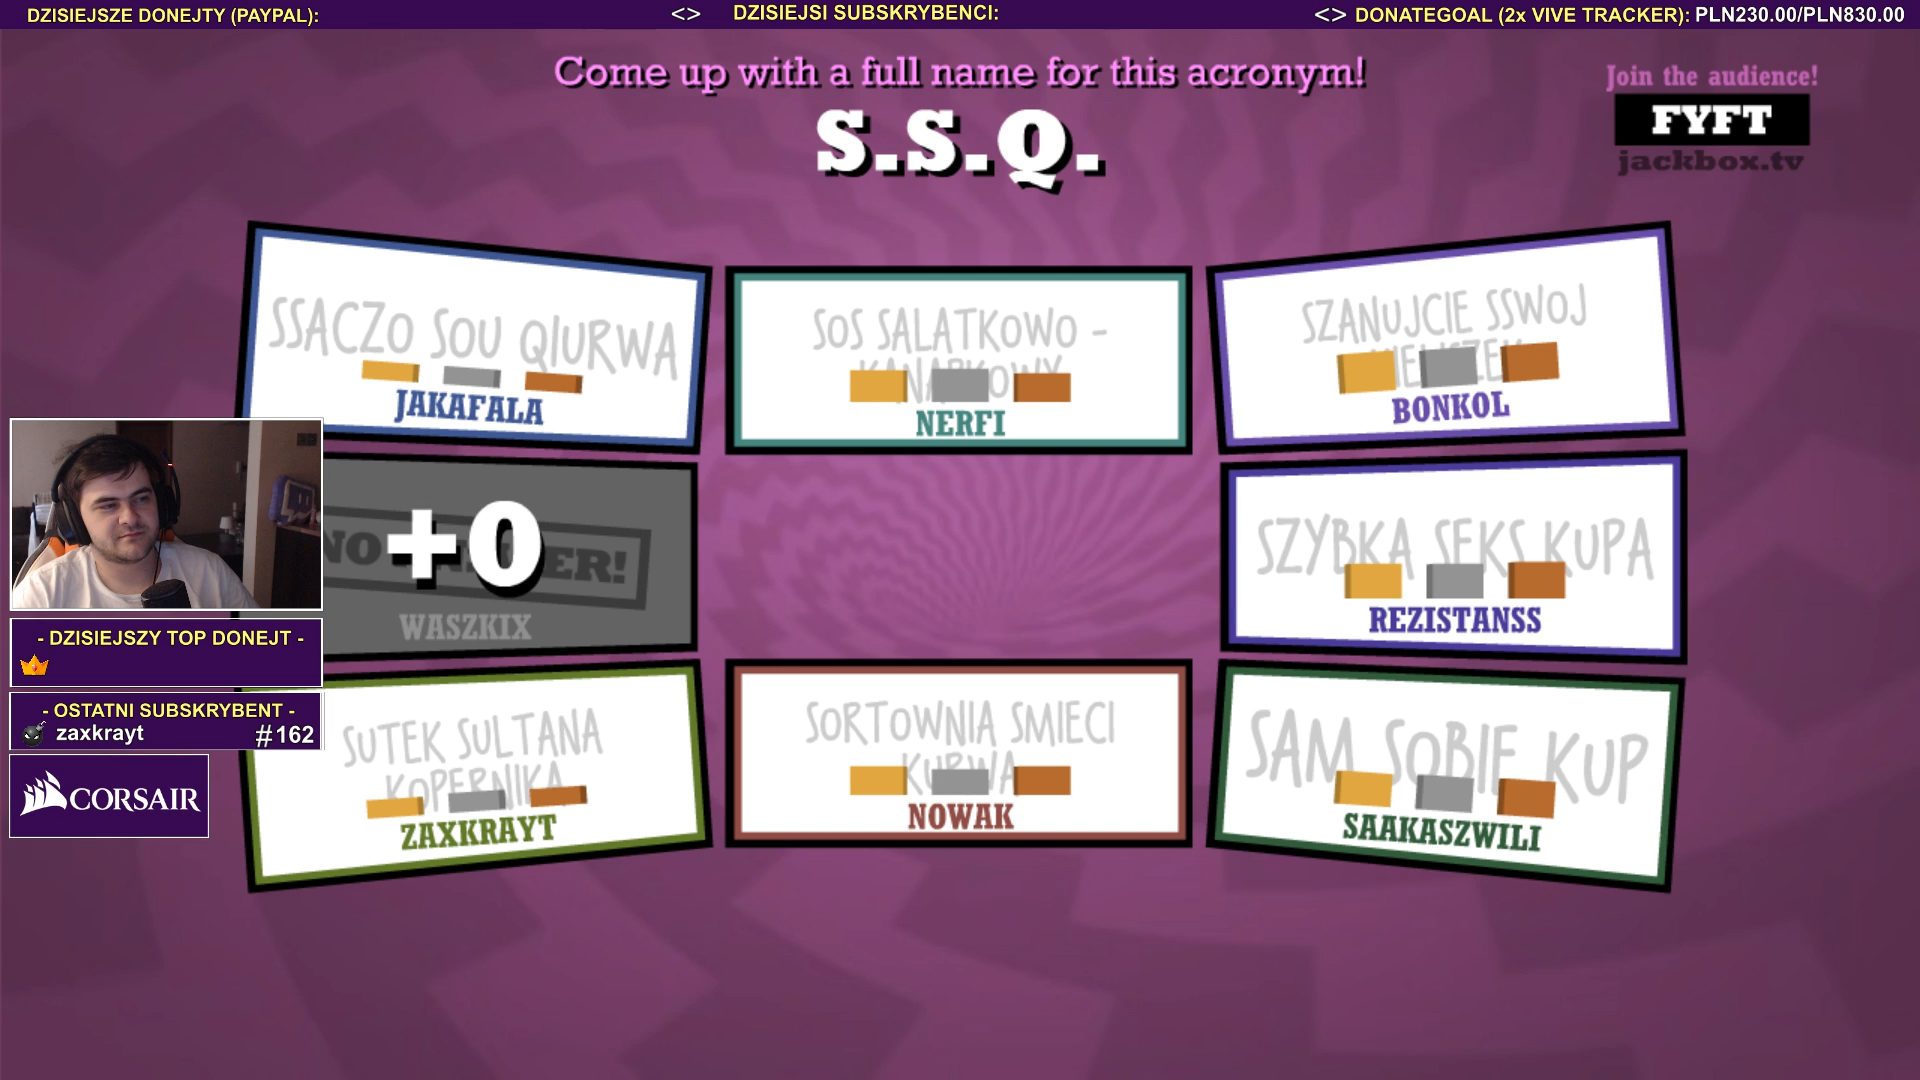 DZISIEJSZE DONEJTY (PAYPAL):
<> DZISIEJSI SUBSKRYBENCI:
<> DONATEGOAL (2x VIVE TRACKER): PLN230.00/PLN830.00
Come up with a full name for this acronym!
S.S.Q.
Join the audience!
FYFT
jackbox.tv
SSACZO SOU QIURWA
JAKAFALA
SOS SALATKOWO -
KANARKOWY
NERFI
SZANUJCIE SSWOJ
BONKOL
+0
WASZKIX
SZYBKA SEKS KUPA
REZISTANSS
SUTEK SULTANA
KOPERNIKA
ZAXKRAYT
SORTOWNIA SMIECI
KURWA
NOWAK
SAM SOBIE KUP
SAAKASZWILI
- DZISIEJSZY TOP DONEJT -
- OSTATNI SUBSKRYBENT -
zaxkrayt #162
CORSAIR